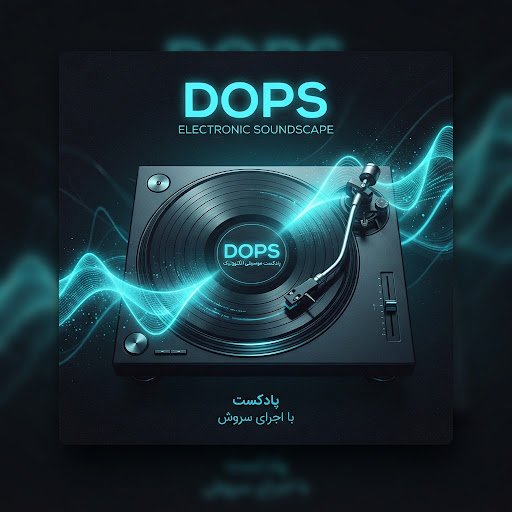 DOPS
ELECTRONIC SOUNDSCAPE
DOPS
پادکست موسیقی الکترونیک
پادکست
با اجرای سروش